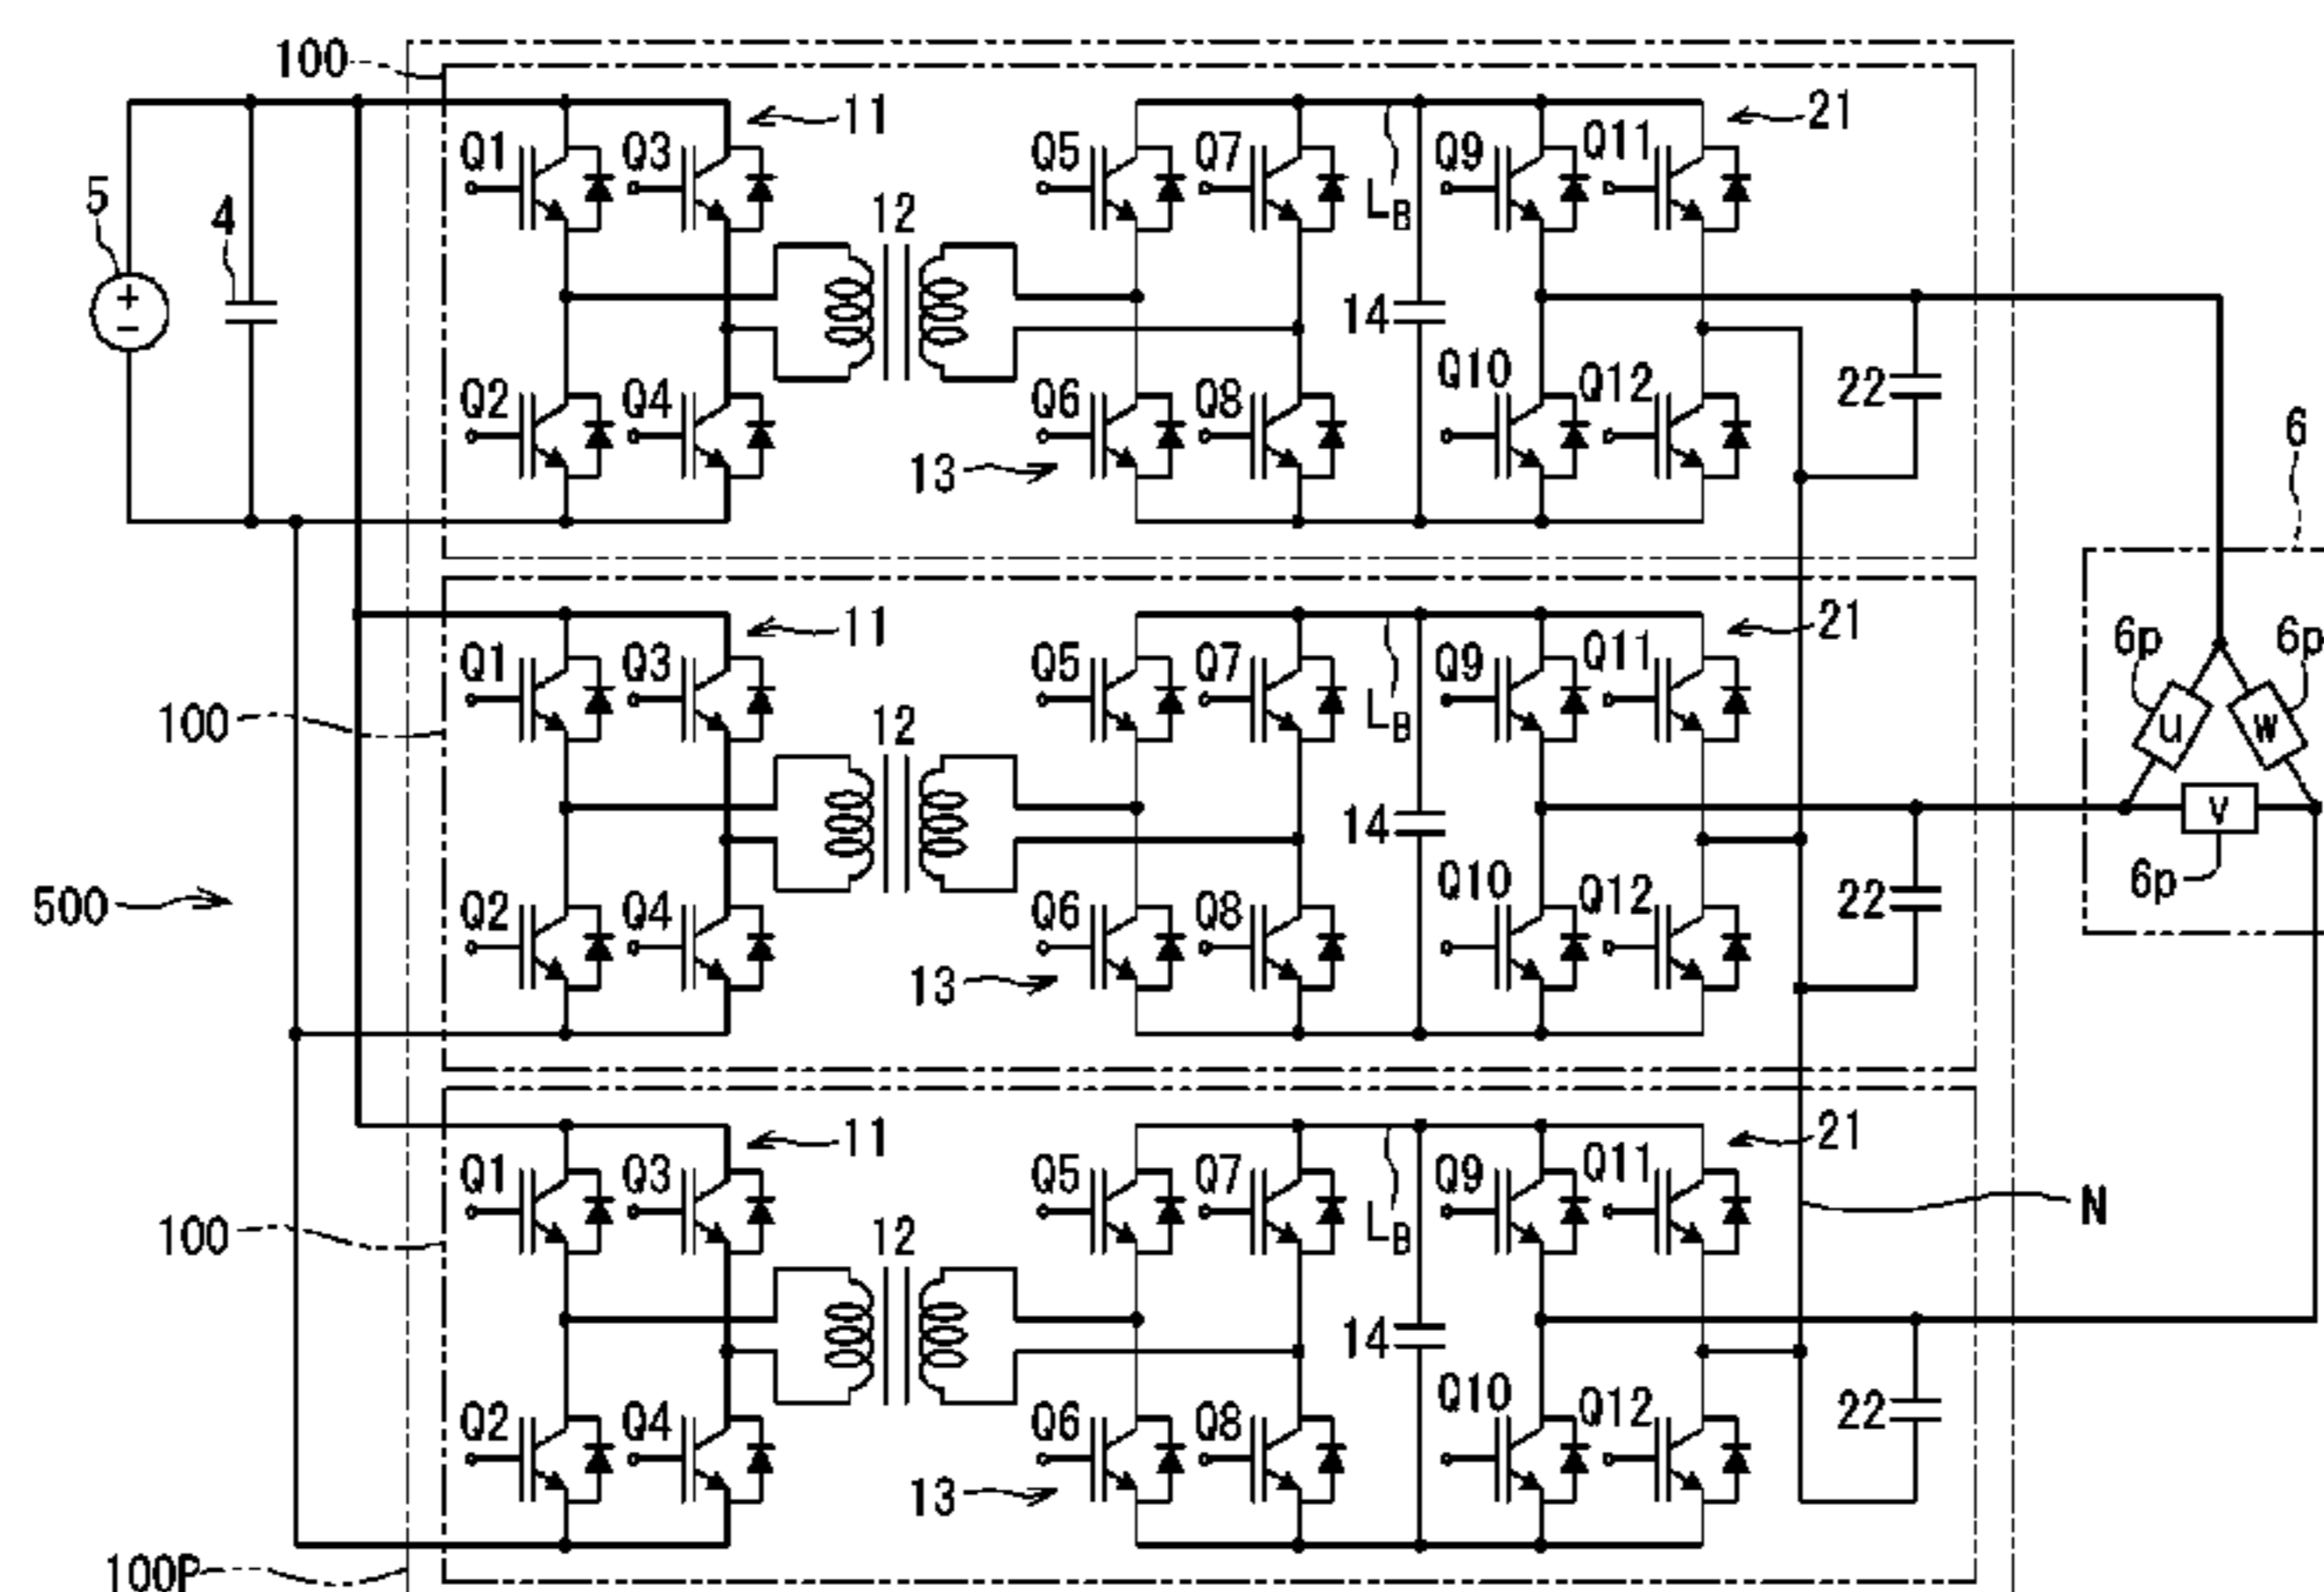 100
11
21
Q1 Q3 Q5 Q7 Q9 Q11
5 4 12 LB
+
−
14
Q2 Q4 Q6 Q8 Q10 Q12 22
13
6
11 21
Q1 Q3 Q5 Q7 Q9 Q11 6p 6p
100 12 LB u w
14 v
Q2 Q4 Q6 Q8 Q10 Q12 22 6p
500
13
11 21
Q1 Q3 Q5 Q7 Q9 Q11 N
100 12 LB
14
Q2 Q4 Q6 Q8 Q10 Q12 22
13
100P